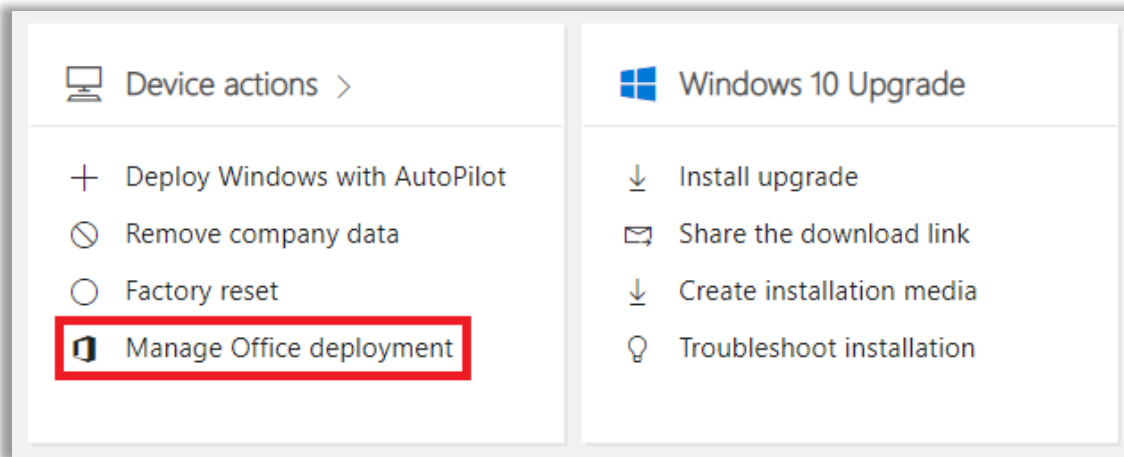 Device actions >
Deploy Windows with AutoPilot
Remove company data
Factory reset
Manage Office deployment
Windows 10 Upgrade
Install upgrade
Share the download link
Create installation media
Troubleshoot installation